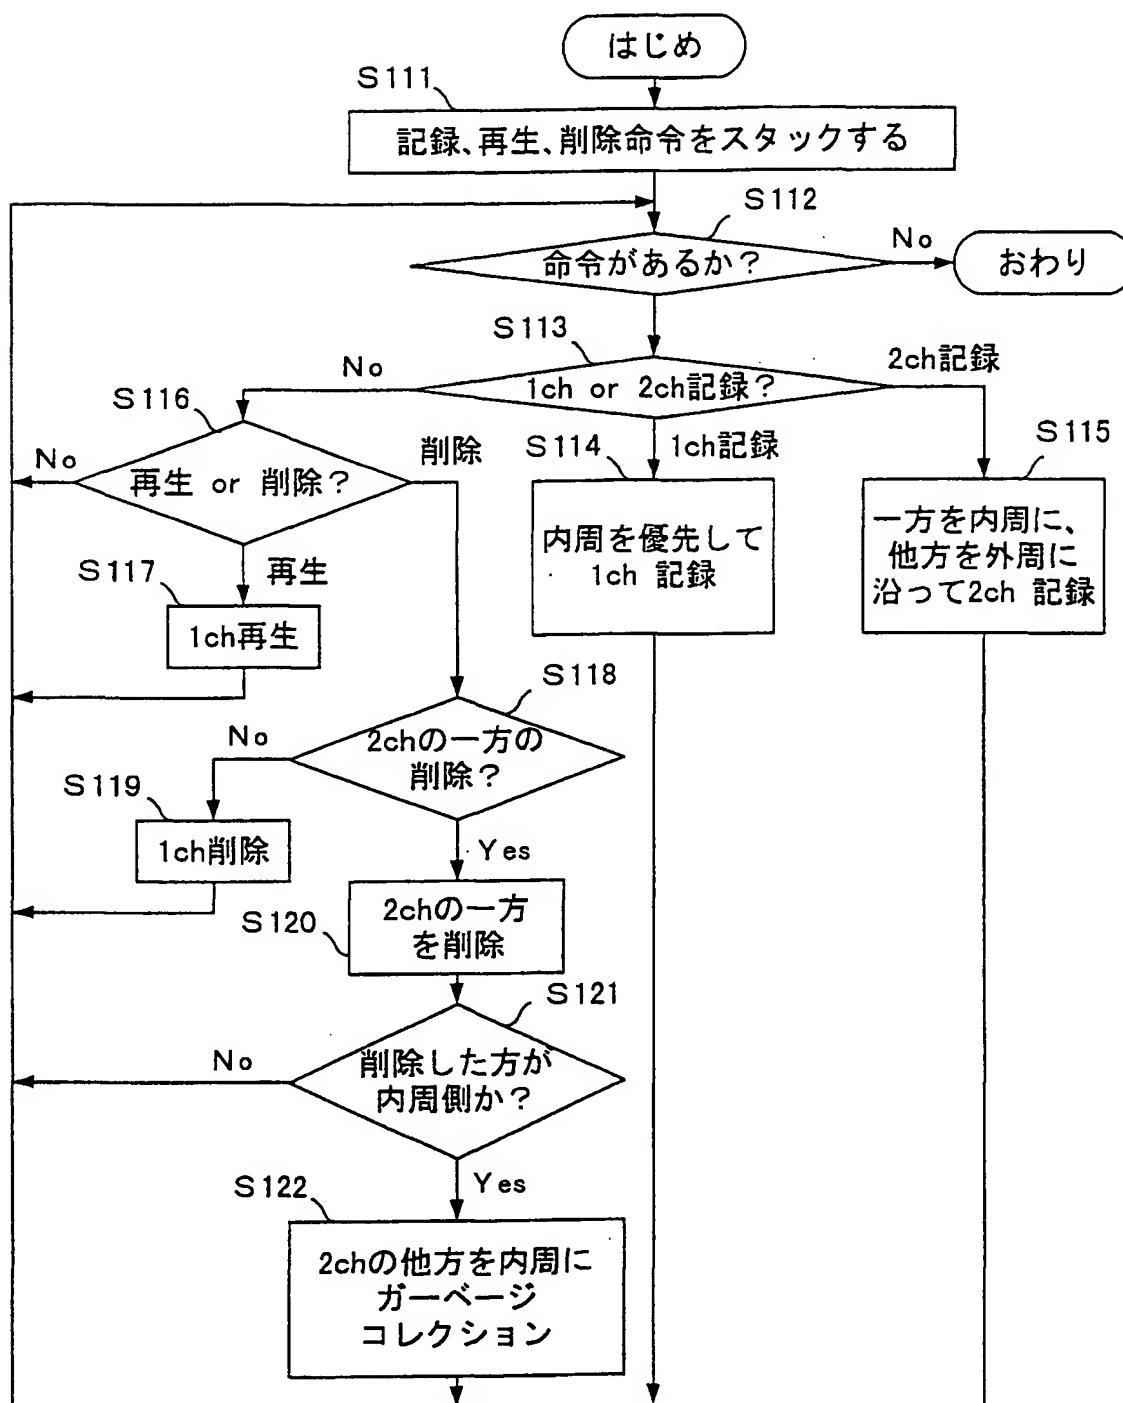 はじめ
S111
記録、再生、削除命令をスタックする
S112
命令があるか?
No
おわり
S113
1ch or 2ch記録?
No
2ch記録
1ch記録
S116
再生 or 削除?
No
削除
再生
S114
内周を優先して
1ch 記録
S115
一方を内周に、
他方を外周に
沿って2ch 記録
S117
1ch再生
S118
2chの一方の
削除?
No
Yes
S119
1ch削除
S120
2chの一方
を削除
S121
削除した方が
内周側か?
No
Yes
S122
2chの他方を内周に
ガーベージ
コレクション